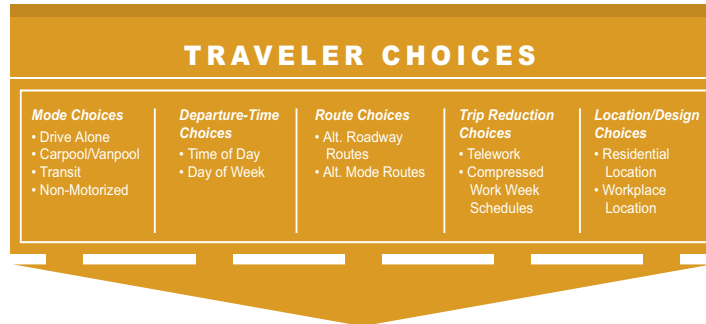 TRAVELER CHOICES
Mode Choices
• Drive Alone
• Carpool/Vanpool
• Transit
• Non-Motorized
Departure-Time
Choices
• Time of Day
• Day of Week
Route Choices
• Alt. Roadway
Routes
• Alt. Mode Routes
Trip Reduction
Choices
• Telework
• Compressed
Work Week
Schedules
Location/Design
Choices
• Residential
Location
• Workplace
Location